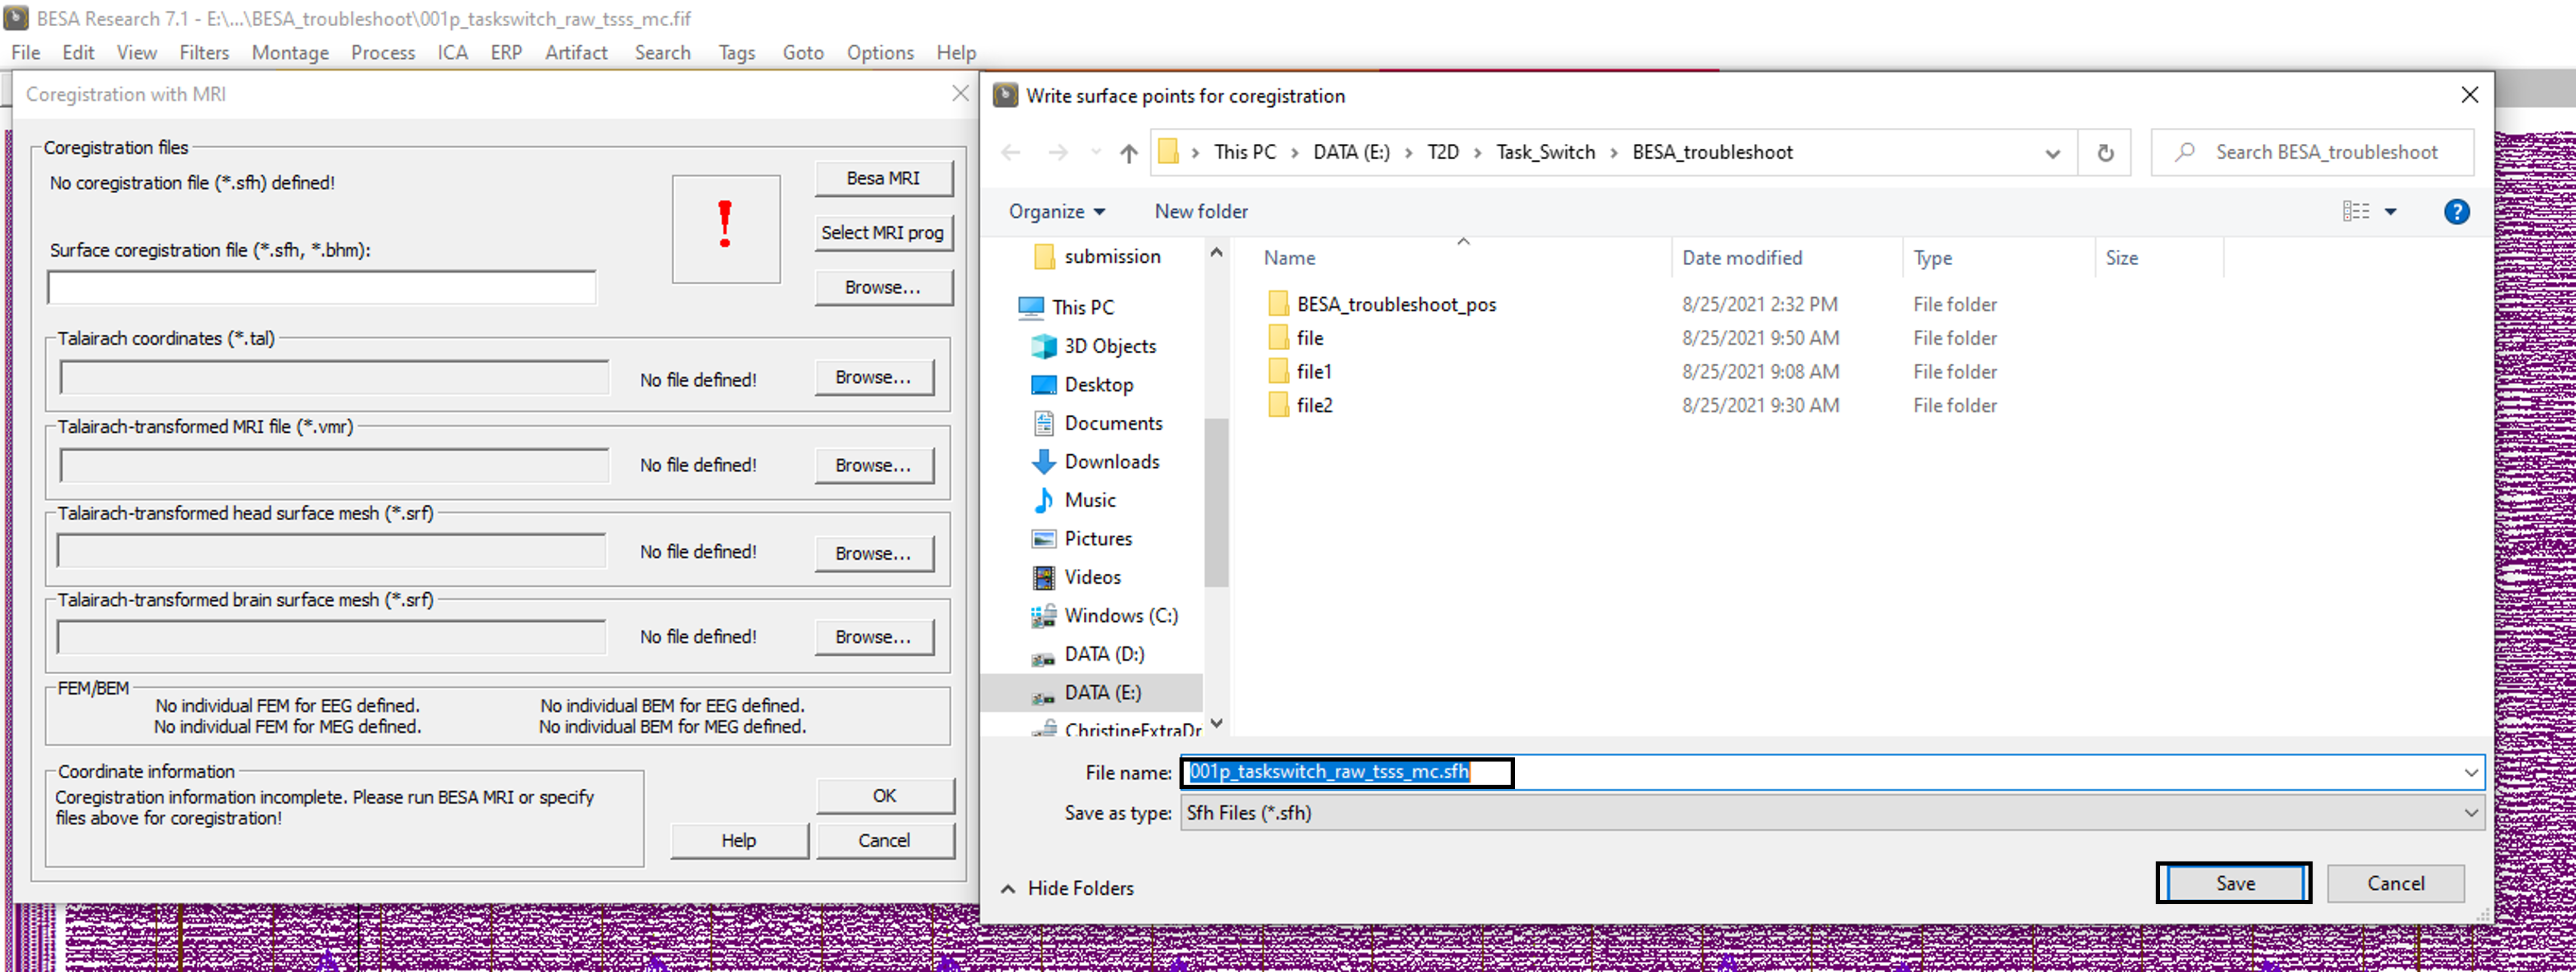 BESA Research 7.1 - E:\...\BESA_troubleshoot\001p_taskswitch_raw_tsss_mc.fif
File Edit View Filters Montage Process ICA ERP Artifact Search Tags Goto Options Help
Coregistration with MRI
Coregistration files
No coregistration file (*.sfh) defined!
Besa MRI
!
Select MRI prog
Surface coregistration file (*.sfh, *.bhm):
Browse...
Talairach coordinates (*.tal)
No file defined!
Browse...
Talairach-transformed MRI file (*.vmr)
No file defined!
Browse...
Talairach-transformed head surface mesh (*.srf)
No file defined!
Browse...
Talairach-transformed brain surface mesh (*.srf)
No file defined!
Browse...
FEM/BEM
No individual FEM for EEG defined. No individual BEM for EEG defined.
No individual FEM for MEG defined. No individual BEM for MEG defined.
Coordinate information
Coregistration information incomplete. Please run BESA MRI or specify
files above for coregistration!
OK
Help Cancel
Write surface points for coregistration
This PC > DATA (E:) > T2D > Task_Switch > BESA_troubleshoot
Search BESA_troubleshoot
Organize New folder
?
submission
This PC
3D Objects
Desktop
Documents
Downloads
Music
Pictures
Videos
Windows (C:)
DATA (D:)
DATA (E:)
ChristineExtraDr
Name Date modified Type Size
BESA_troubleshoot_pos 8/25/2021 2:32 PM File folder
file 8/25/2021 9:50 AM File folder
file1 8/25/2021 9:08 AM File folder
file2 8/25/2021 9:30 AM File folder
File name: 001p_taskswitch_raw_tsss_mc.sfh
Save as type: Sfh Files (*.sfh)
Hide Folders
Save Cancel